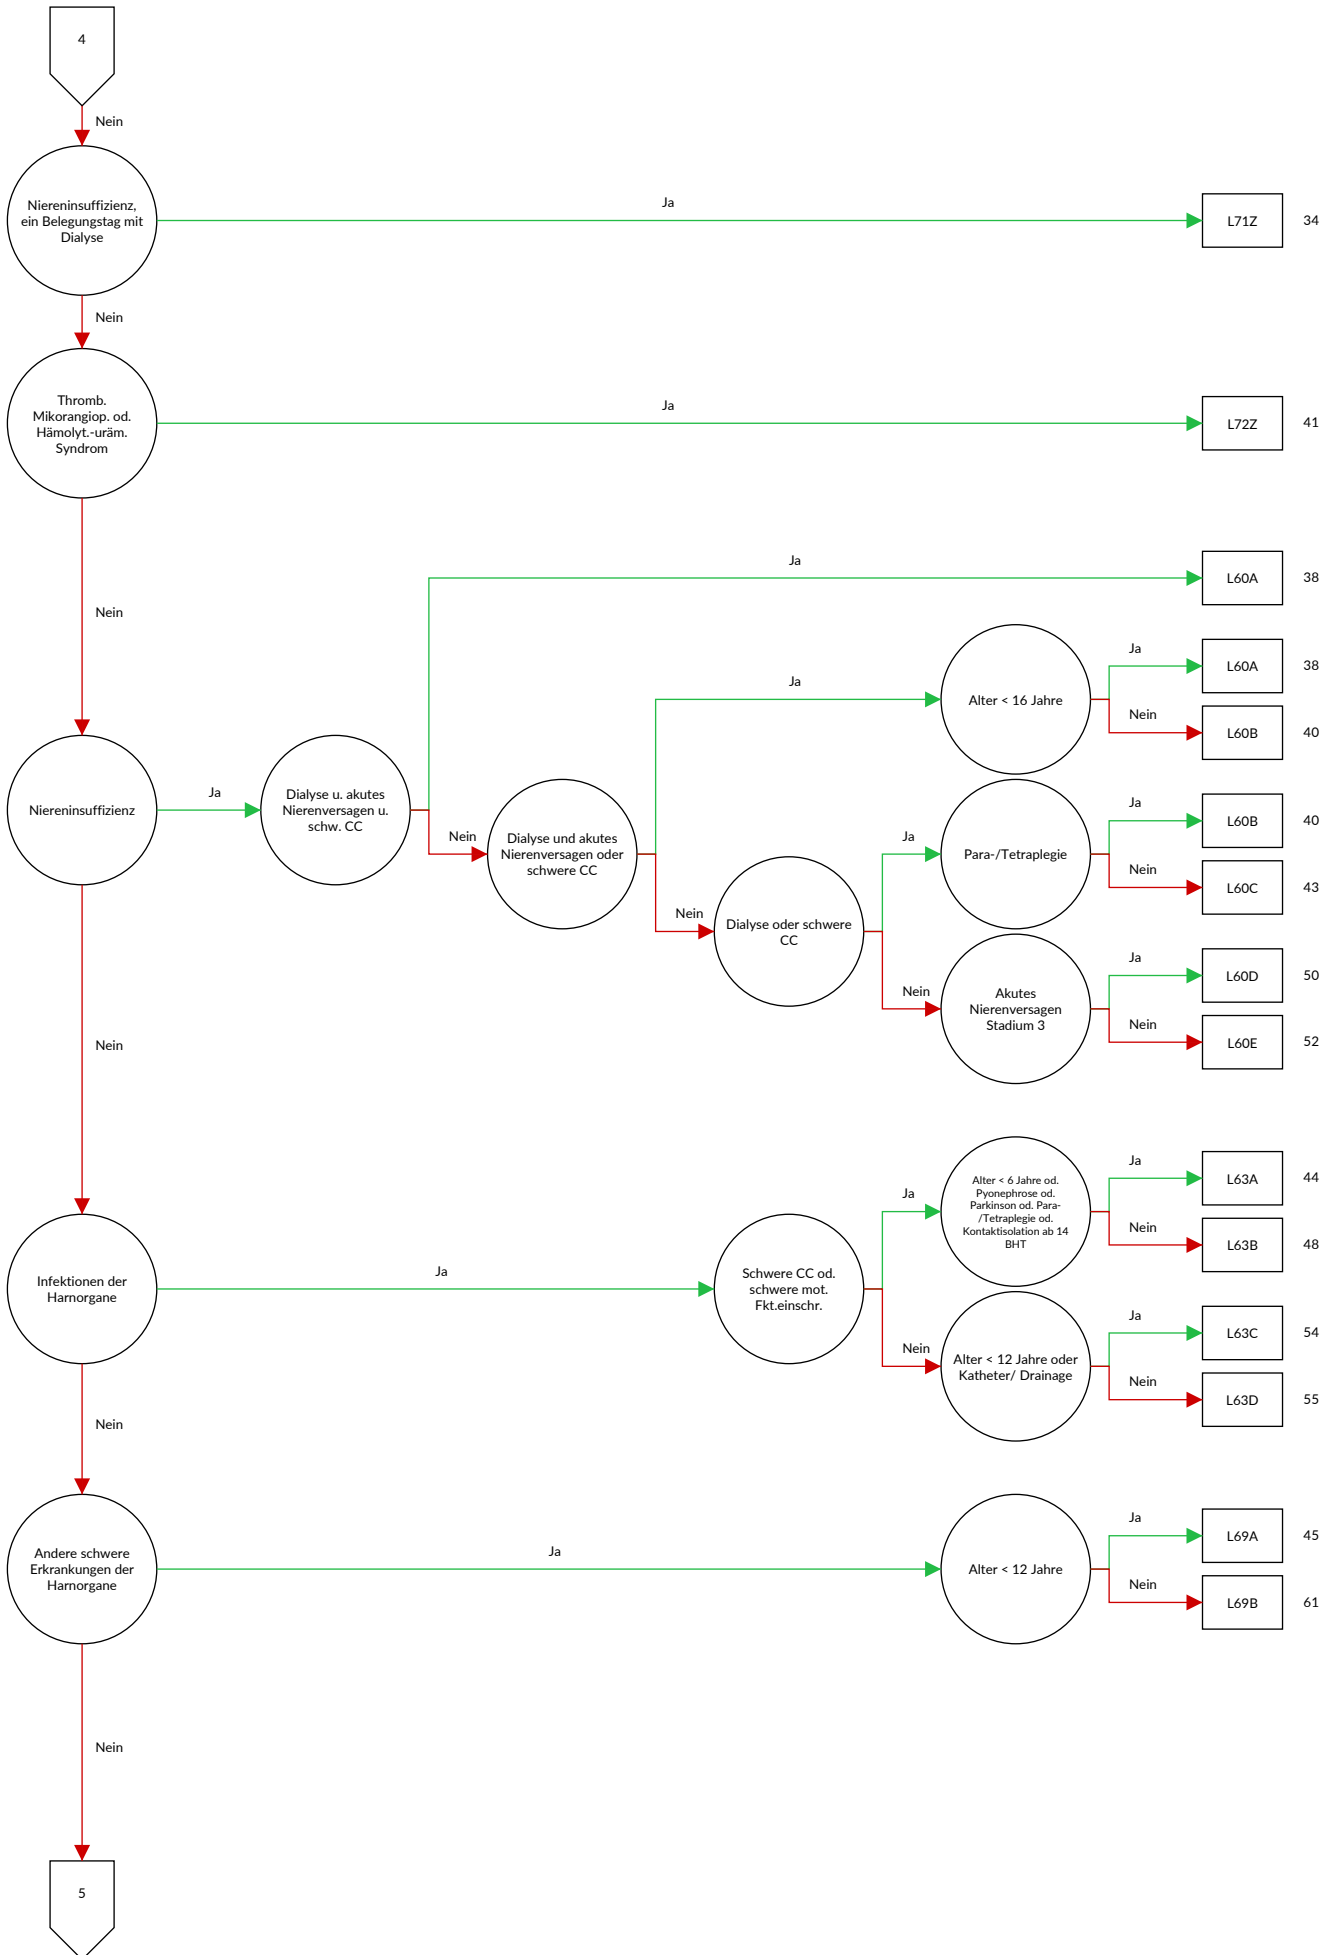 4
Nein
Niereninsuffizienz,
ein Belegungstag mit
Dialyse
Ja
L71Z
34
Nein
Thromb.
Mikorangiop. od.
Hämolyt.-uräm.
Syndrom
Ja
L72Z
41
Nein
Niereninsuffizienz
Ja
Dialyse u. akutes
Nierenversagen u.
schw. CC
Ja
L60A
38
Nein
Dialyse und akutes
Nierenversagen oder
schwere CC
Ja
Alter < 16 Jahre
Ja
L60A
38
Nein
L60B
40
Nein
Dialyse oder schwere
CC
Ja
Para-/Tetraplegie
Ja
L60B
40
Nein
L60C
43
Nein
Akutes
Nierenversagen
Stadium 3
Ja
L60D
50
Nein
L60E
52
Nein
Infektionen der
Harnorgane
Ja
Schwere CC od.
schwere mot.
Fkt.einschr.
Ja
Alter < 6 Jahre od.
Pyonephrose od.
Parkinson od. Para-
/Tetraplegie od.
Kontaktisolation ab 14
BHT
Ja
L63A
44
Nein
L63B
48
Nein
Alter < 12 Jahre oder
Katheter/ Drainage
Ja
L63C
54
Nein
L63D
55
Nein
Andere schwere
Erkrankungen der
Harnorgane
Ja
Alter < 12 Jahre
Ja
L69A
45
Nein
L69B
61
Nein
5